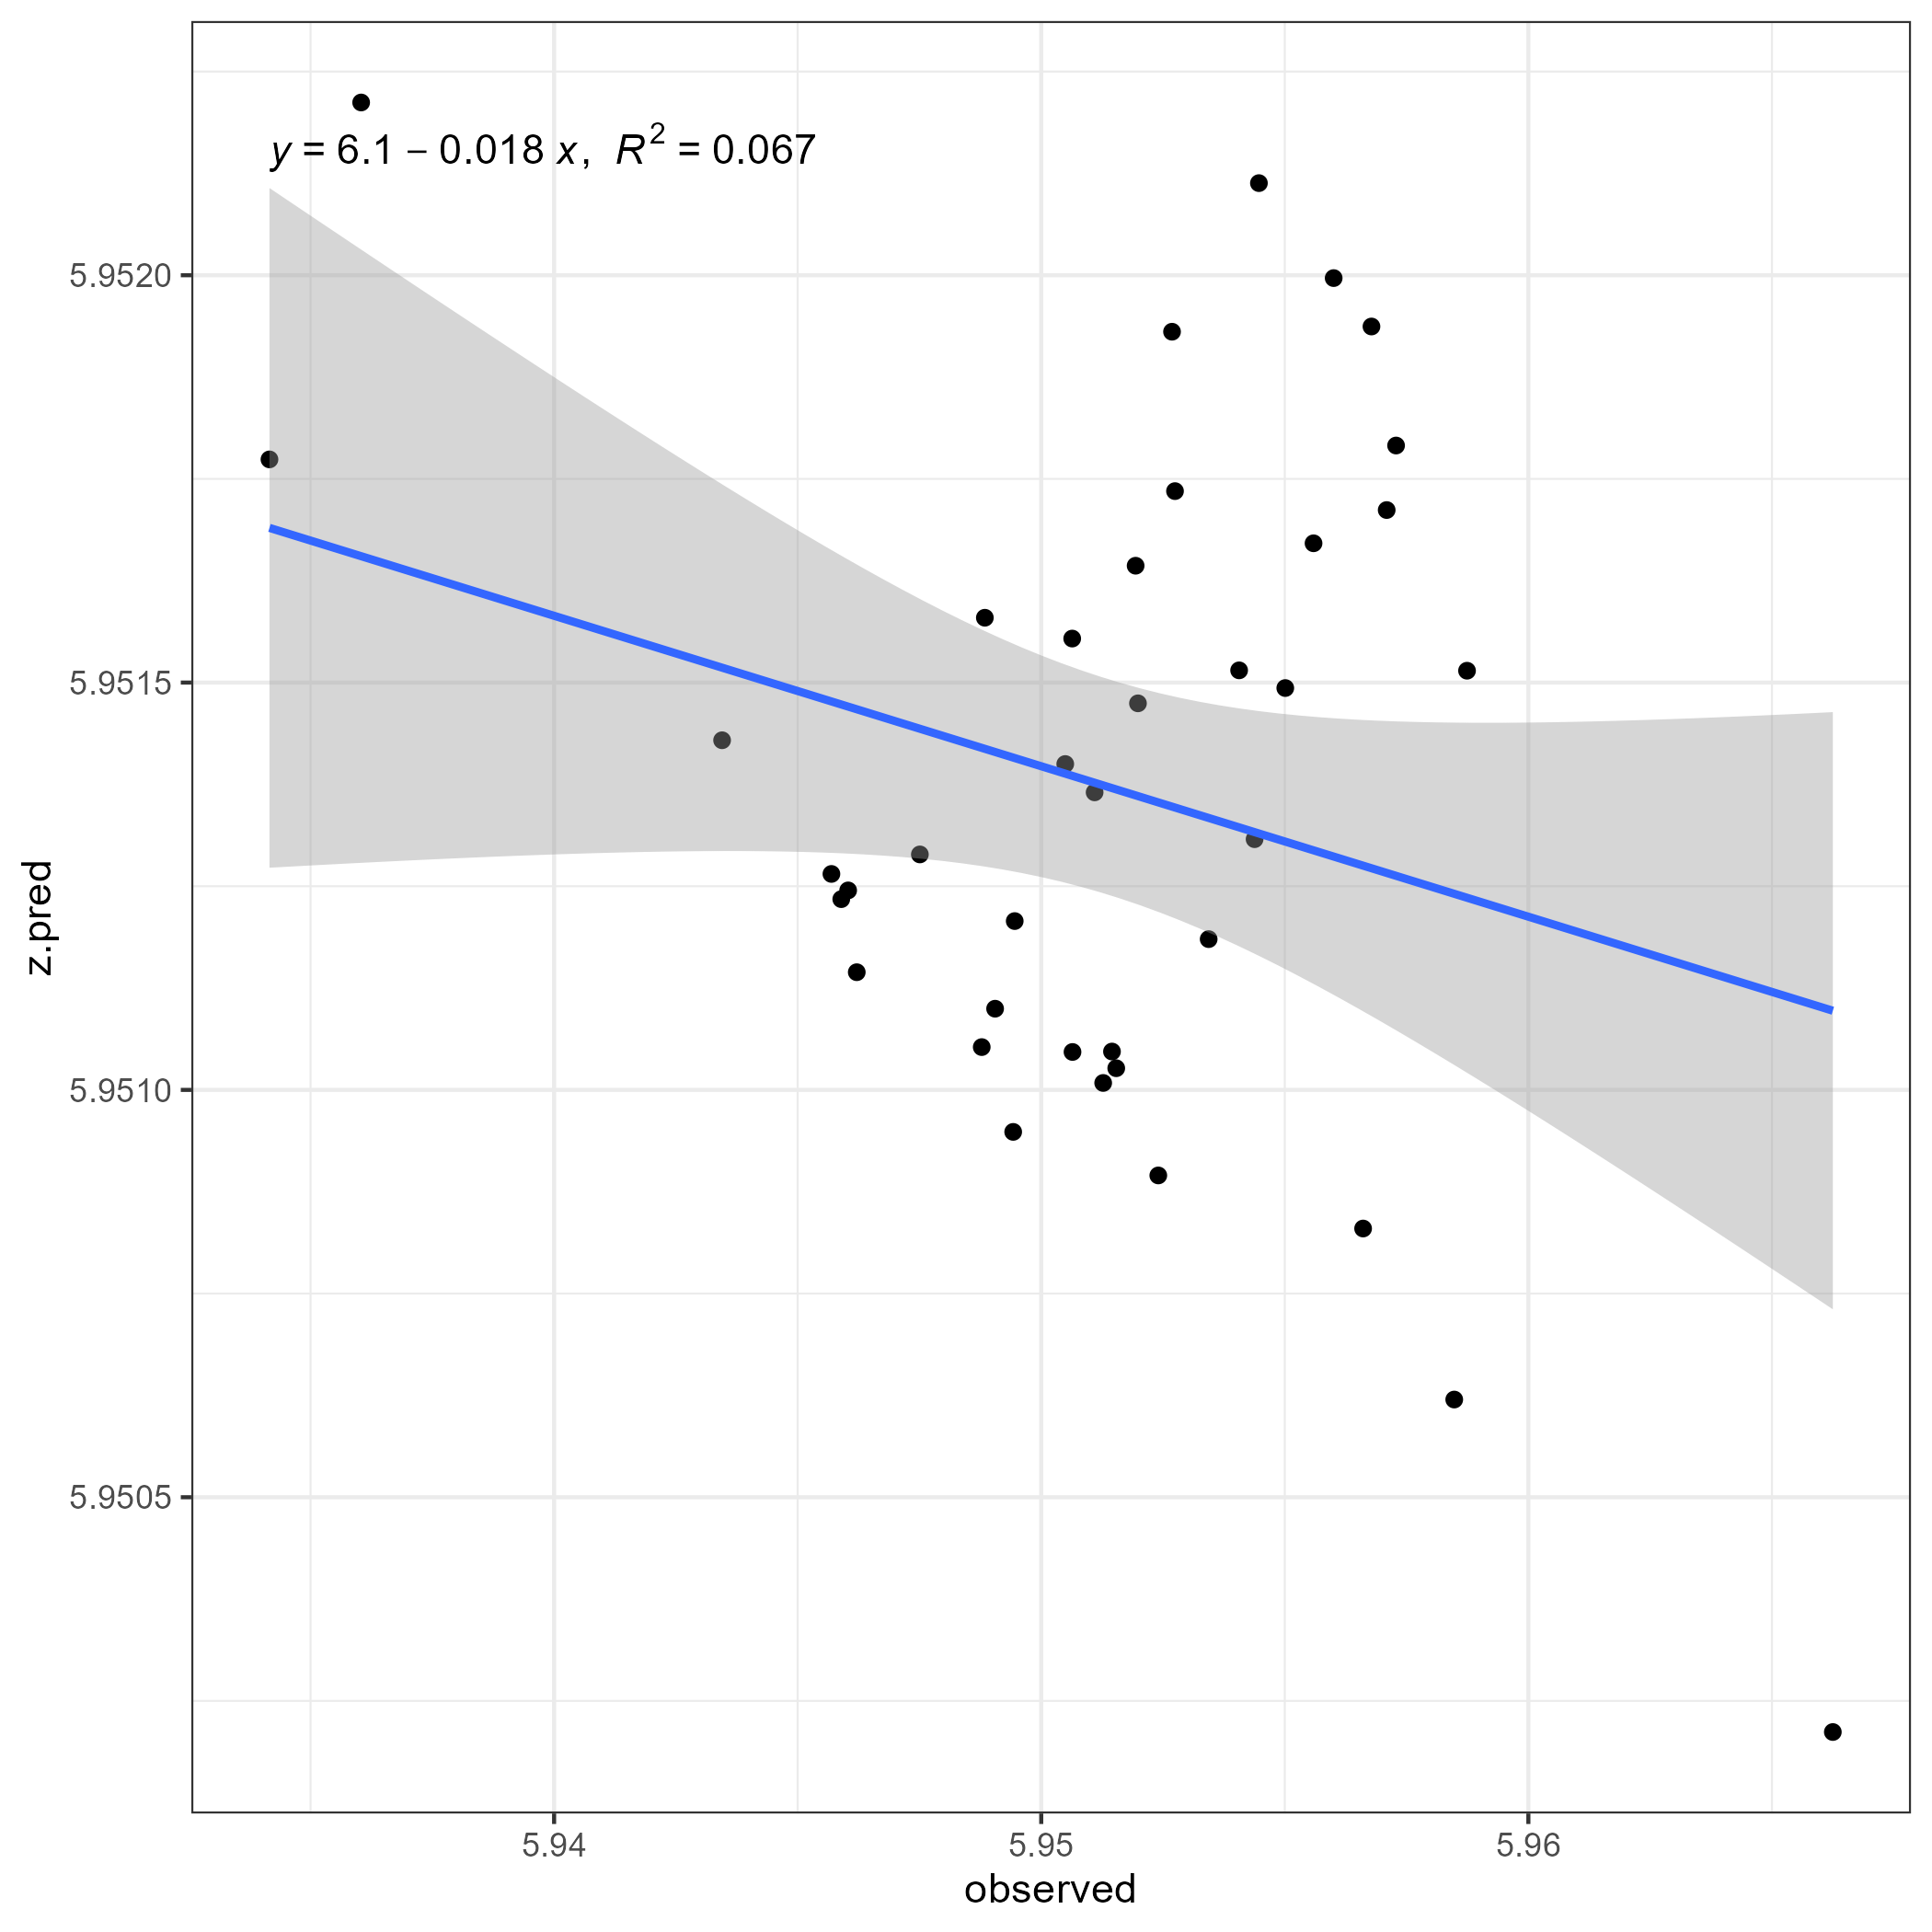 y = 6.1 − 0.018 x, R² = 0.067
5.9520
5.9515
5.9510
5.9505
z.pred
5.94 5.95 5.96
observed